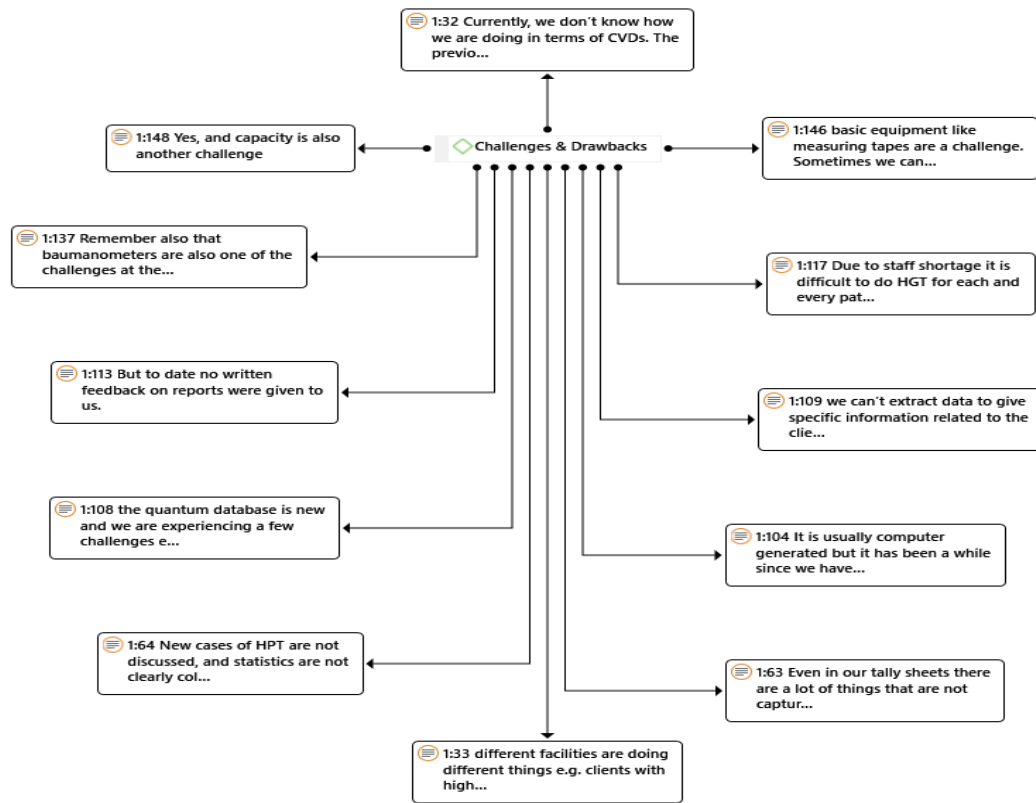 1:32 Currently, we don't know how
we are doing in terms of CVDs. The
previo...
1:148 Yes, and capacity is also
another challenge
Challenges & Drawbacks
1:146 basic equipment like
measuring tapes are a challenge.
Sometimes we can...
1:137 Remember also that
baumanometers are also one of the
challenges at the...
1:117 Due to staff shortage it is
difficult to do HGT for each and
every pat...
1:113 But to date no written
feedback on reports were given to
us.
1:109 we can't extract data to give
specific information related to the
clie...
1:108 the quantum database is new
and we are experiencing a few
challenges e...
1:104 It is usually computer
generated but it has been a while
since we have...
1:64 New cases of HPT are not
discussed, and statistics are not
clearly col...
1:63 Even in our tally sheets there
are a lot of things that are not
captur...
1:33 different facilities are doing
different things e.g. clients with
high...